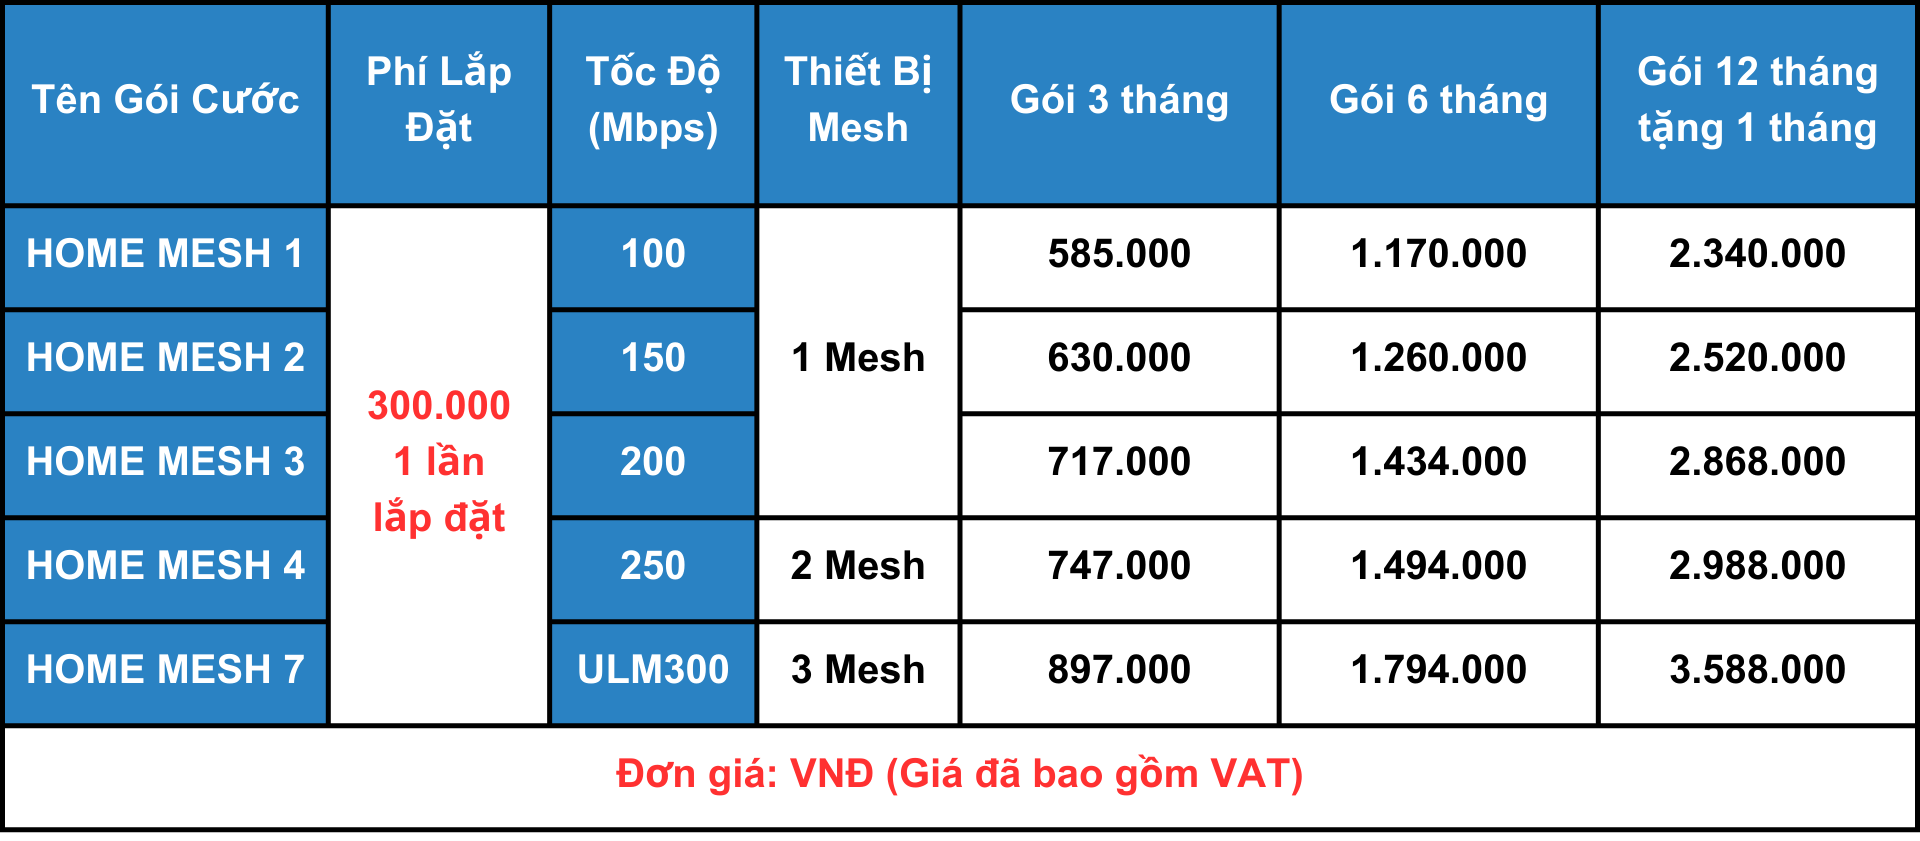 Tên Gói Cước
Phí Lắp
Đặt
Tốc Độ
(Mbps)
Thiết Bị
Mesh
Gói 3 tháng
Gói 6 tháng
Gói 12 tháng
tặng 1 tháng
HOME MESH 1
100
585.000
1.170.000
2.340.000
HOME MESH 2
150
1 Mesh
630.000
1.260.000
2.520.000
300.000
1 lần
lắp đặt
HOME MESH 3
200
717.000
1.434.000
2.868.000
HOME MESH 4
250
2 Mesh
747.000
1.494.000
2.988.000
HOME MESH 7
ULM300
3 Mesh
897.000
1.794.000
3.588.000
Đơn giá: VNĐ (Giá đã bao gồm VAT)